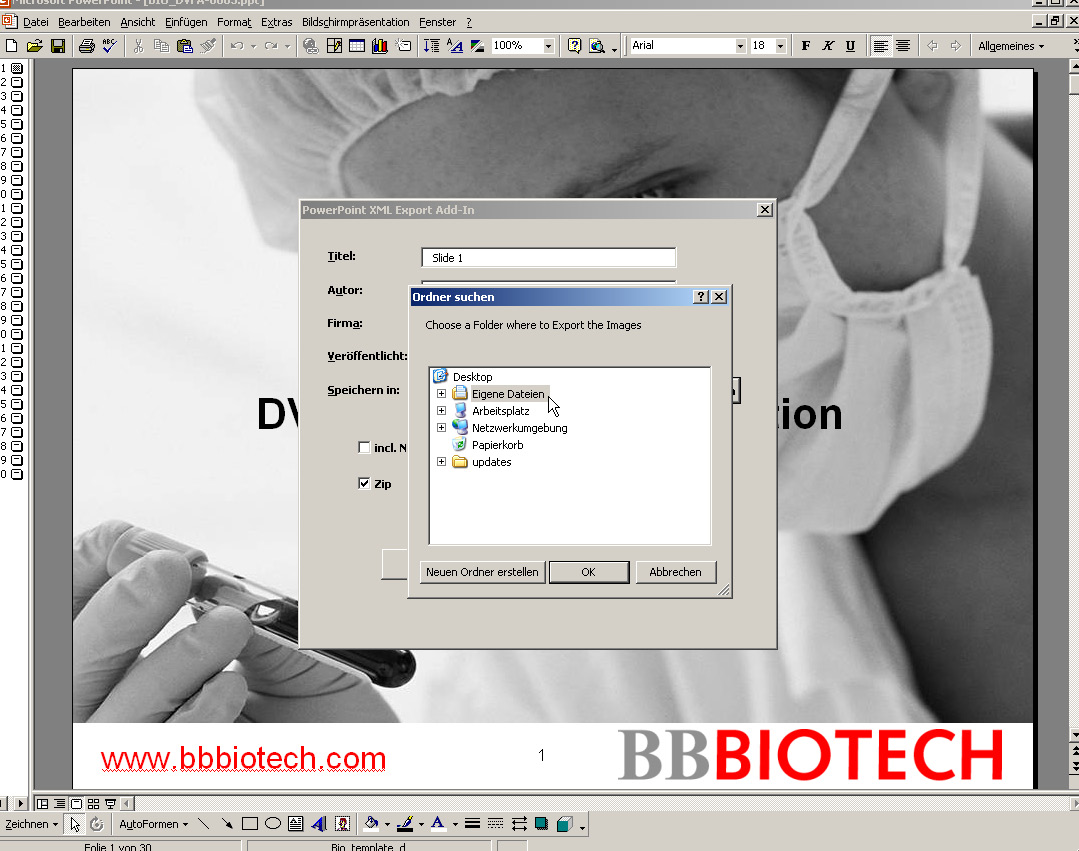 Microsoft PowerPoint - [BIO_DVFA-0603.ppt]
Datei Bearbeiten Ansicht Einfügen Format Extras Bildschirmpräsentation Fenster ?
100% Arial 18 F K U Allgemeines
1
2
3
4
5
6
7
8
9
0
1
2
3
4
5
6
7
8
9
0
1
2
3
4
5
6
7
8
9
0
PowerPoint XML Export Add-In
Titel: Slide 1
Autor:
Firma:
Veröffentlicht:
Speichern in:
incl. N
Zip
Ordner suchen
Choose a Folder where to Export the Images
Desktop
Eigene Dateien
Arbeitsplatz
Netzwerkumgebung
Papierkorb
updates
Neuen Ordner erstellen OK Abbrechen
DV tion
www.bbbiotech.com 1 BBBIOTECH
Zeichnen AutoFormen
Folie 1 von 30 Bio_template_d